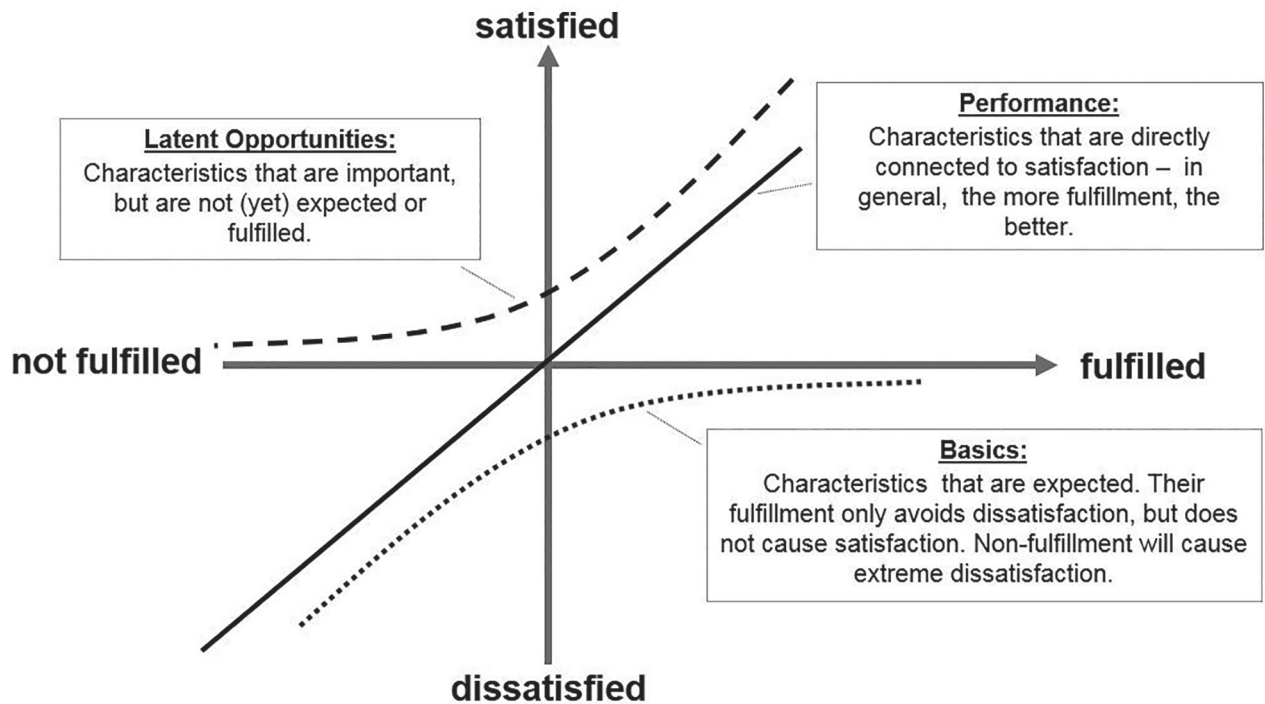 satisfied
Latent Opportunities:
Characteristics that are important,
but are not (yet) expected or
fulfilled.
Performance:
Characteristics that are directly
connected to satisfaction – in
general, the more fulfillment, the
better.
not fulfilled
fulfilled
Basics:
Characteristics that are expected. Their
fulfillment only avoids dissatisfaction, but does
not cause satisfaction. Non-fulfillment will cause
extreme dissatisfaction.
dissatisfied